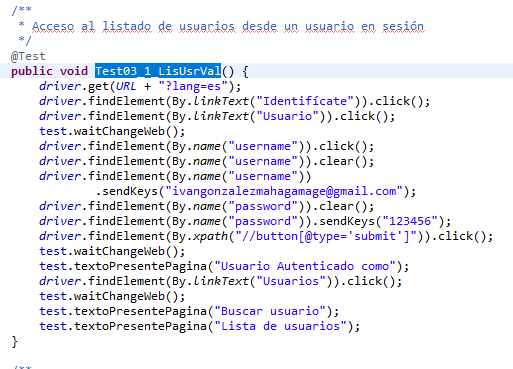 /**
 * Acceso al listado de usuarios desde un usuario en sesión
 */
@Test
public void Test03_1_LisUsrVal() {
    driver.get(URL + "?lang=es");
    driver.findElement(By.linkText("Identifícate")).click();
    driver.findElement(By.linkText("Usuario")).click();
    test.waitChangeWeb();
    driver.findElement(By.name("username")).click();
    driver.findElement(By.name("username")).clear();
    driver.findElement(By.name("username"))
            .sendKeys("ivangonzalezmahagamage@gmail.com");
    driver.findElement(By.name("password")).clear();
    driver.findElement(By.name("password")).sendKeys("123456");
    driver.findElement(By.xpath("//button[@type='submit']")).click();
    test.waitChangeWeb();
    test.textoPresentePagina("Usuario Autenticado como");
    driver.findElement(By.linkText("Usuarios")).click();
    test.waitChangeWeb();
    test.textoPresentePagina("Buscar usuario");
    test.textoPresentePagina("Lista de usuarios");
}
/**